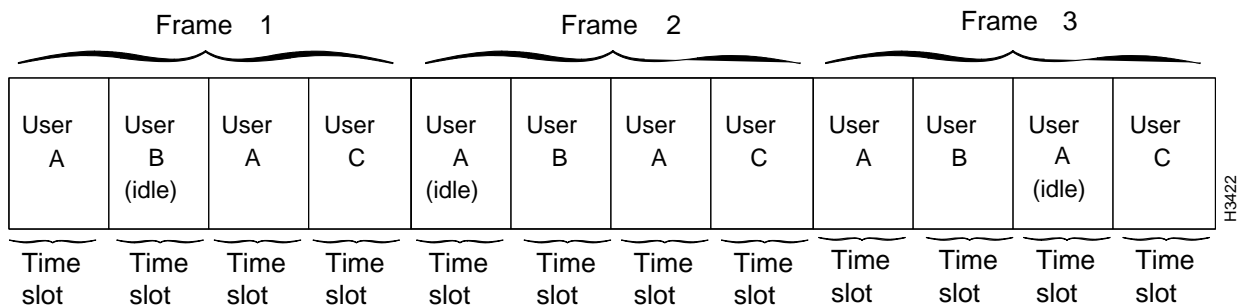 Frame 1 Frame 2 Frame 3
User User User User User User User User User User User User
A B A C A B A C A B A C
(idle) (idle) (idle)
H3422
Time Time Time Time Time Time Time Time Time Time Time Time
slot slot slot slot slot slot slot slot slot slot slot slot